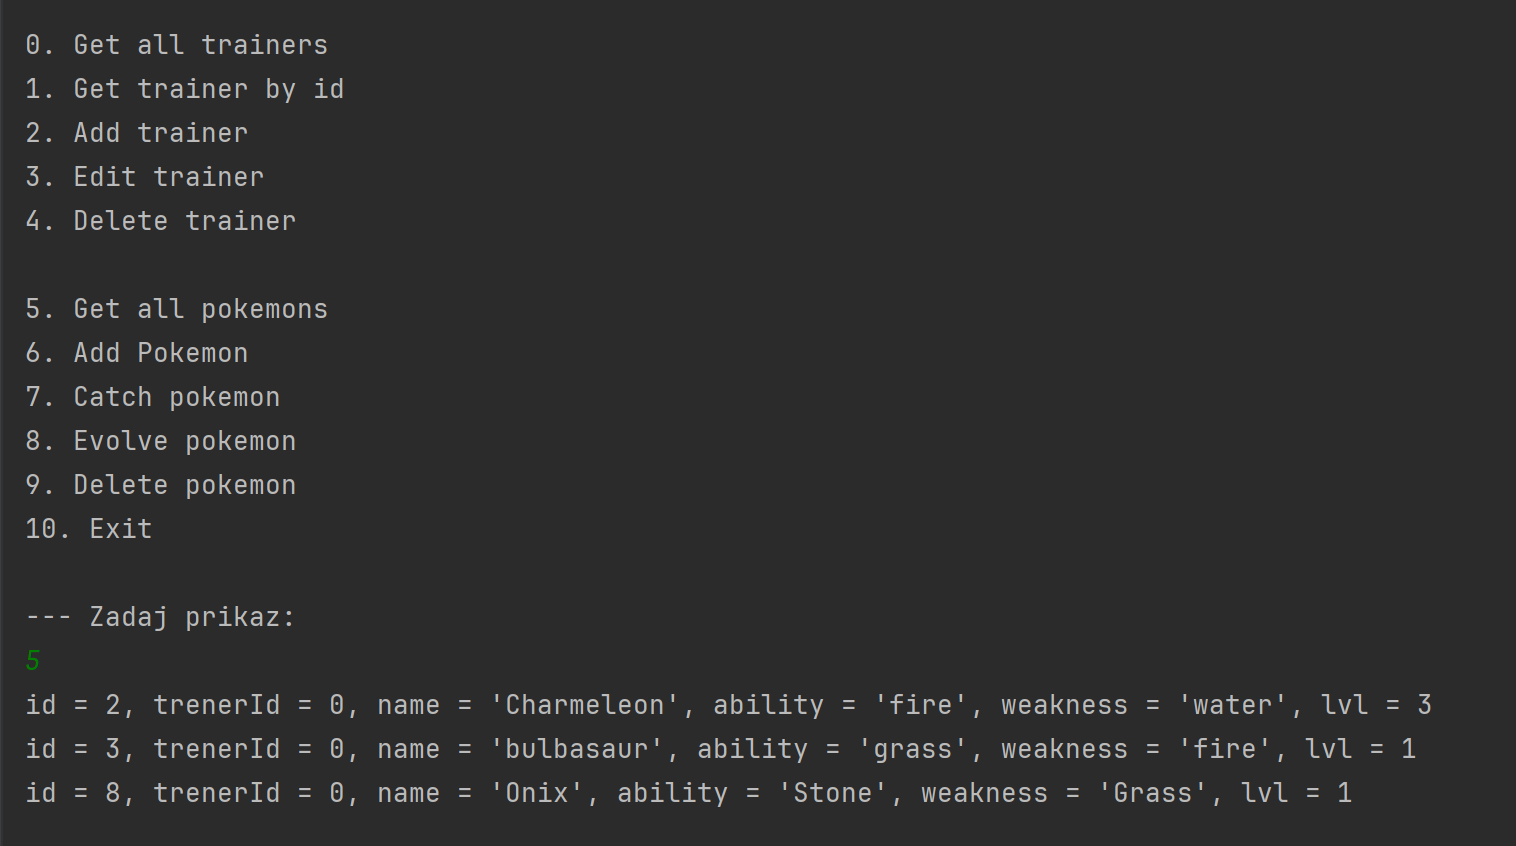 0. Get all trainers
1. Get trainer by id
2. Add trainer
3. Edit trainer
4. Delete trainer
5. Get all pokemons
6. Add Pokemon
7. Catch pokemon
8. Evolve pokemon
9. Delete pokemon
10. Exit
--- Zadaj prikaz:
5
id = 2, trenerId = 0, name = 'Charmeleon', ability = 'fire', weakness = 'water', lvl = 3
id = 3, trenerId = 0, name = 'bulbasaur', ability = 'grass', weakness = 'fire', lvl = 1
id = 8, trenerId = 0, name = 'Onix', ability = 'Stone', weakness = 'Grass', lvl = 1